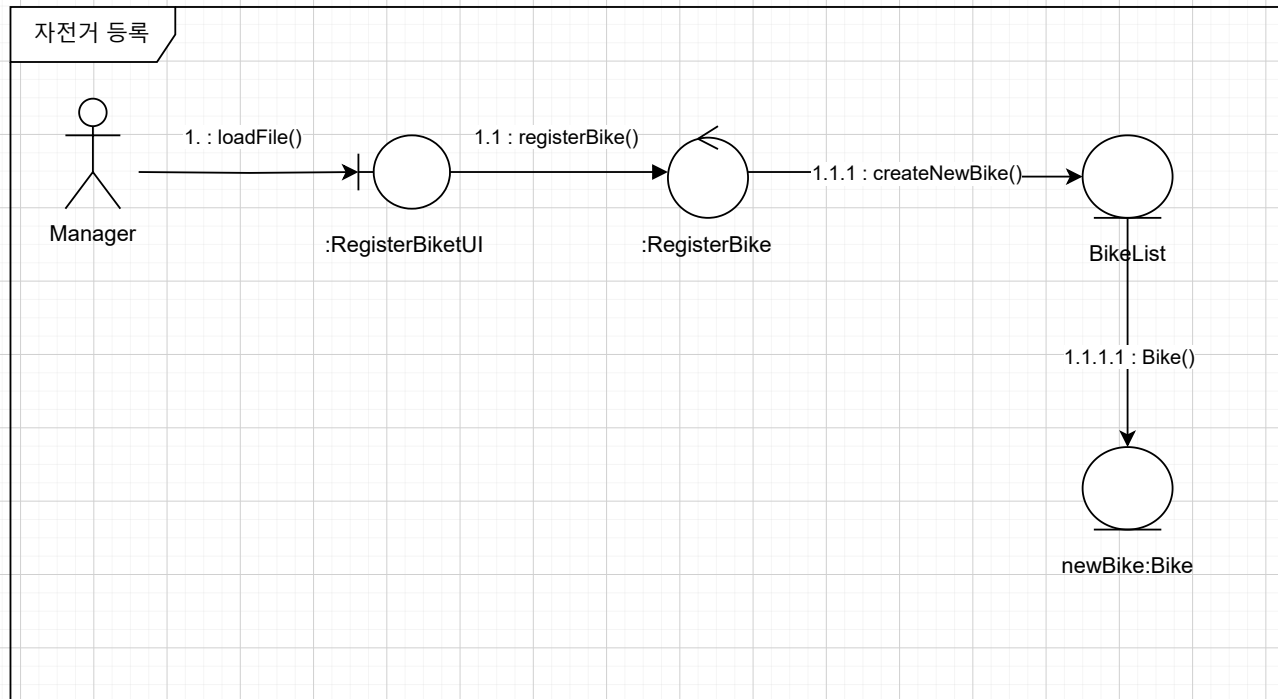 자전거 등록
1. : loadFile()
1.1 : registerBike()
1.1.1 : createNewBike()
Manager
:RegisterBiketUI
:RegisterBike
BikeList
1.1.1.1 : Bike()
newBike:Bike